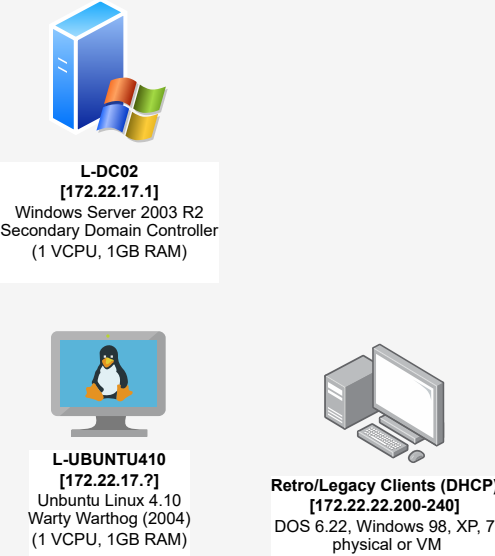 L-DC02
[172.22.17.1]
Windows Server 2003 R2
Secondary Domain Controller
(1 VCPU, 1GB RAM)
L-UBUNTU410
[172.22.17.?]
Unbuntu Linux 4.10
Warty Warthog (2004)
(1 VCPU, 1GB RAM)
Retro/Legacy Clients (DHCP)
[172.22.22.200-240]
DOS 6.22, Windows 98, XP, 7
physical or VM